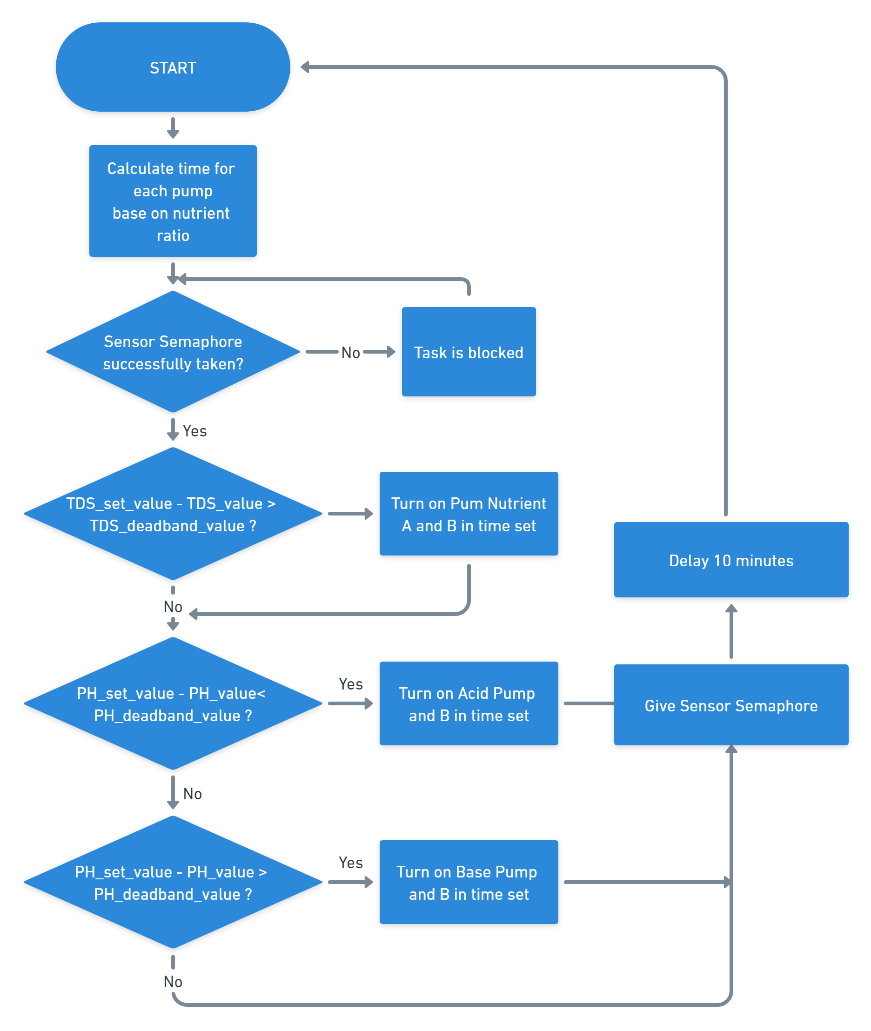 START
Calculate time for
each pump
base on nutrient
ratio
Sensor Semaphore
successfully taken?
No
Task is blocked
Yes
TDS_set_value - TDS_value >
TDS_deadband_value ?
Turn on Pum Nutrient
A and B in time set
Delay 10 minutes
No
PH_set_value - PH_value<
PH_deadband_value ?
Yes
Turn on Acid Pump
and B in time set
Give Sensor Semaphore
No
PH_set_value - PH_value >
PH_deadband_value ?
Yes
Turn on Base Pump
and B in time set
No